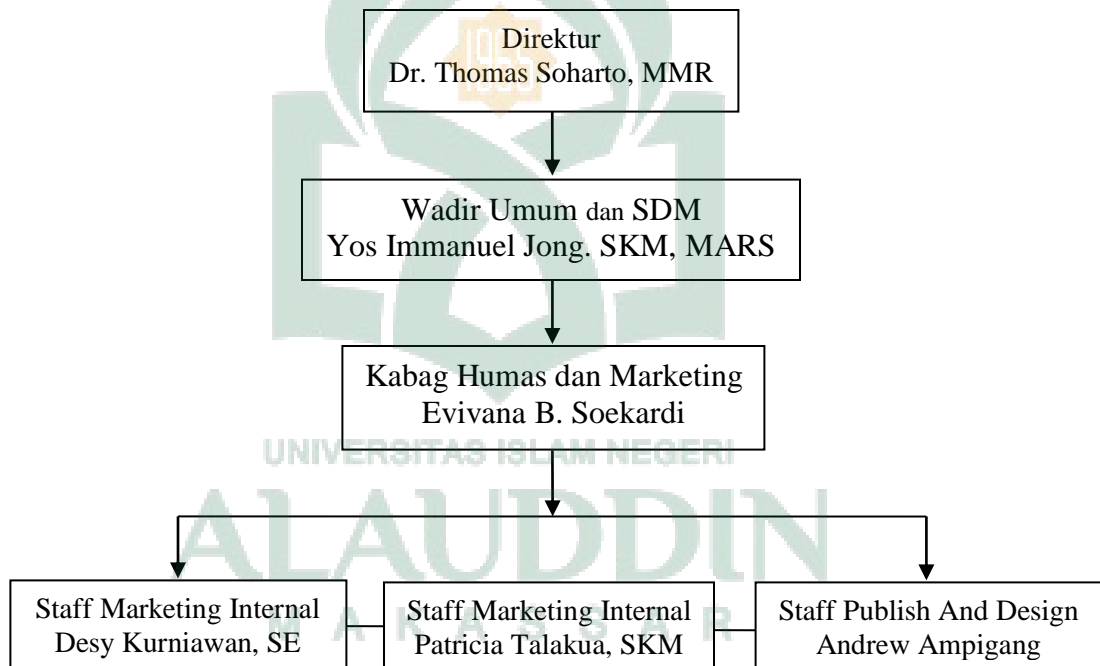 1965
Direktur
Dr. Thomas Soharto, MMR
Wadir Umum dan SDM
Yos Immanuel Jong. SKM, MARS
Kabag Humas dan Marketing
Evivana B. Soekardi
UNIVERSITAS ISLAM NEGERI
ALAUDDIN
Staff Marketing Internal
Desy Kurniawan, SE
Staff Marketing Internal
Patricia Talakua, SKM
Staff Publish And Design
Andrew Ampigang
MAKASSAR